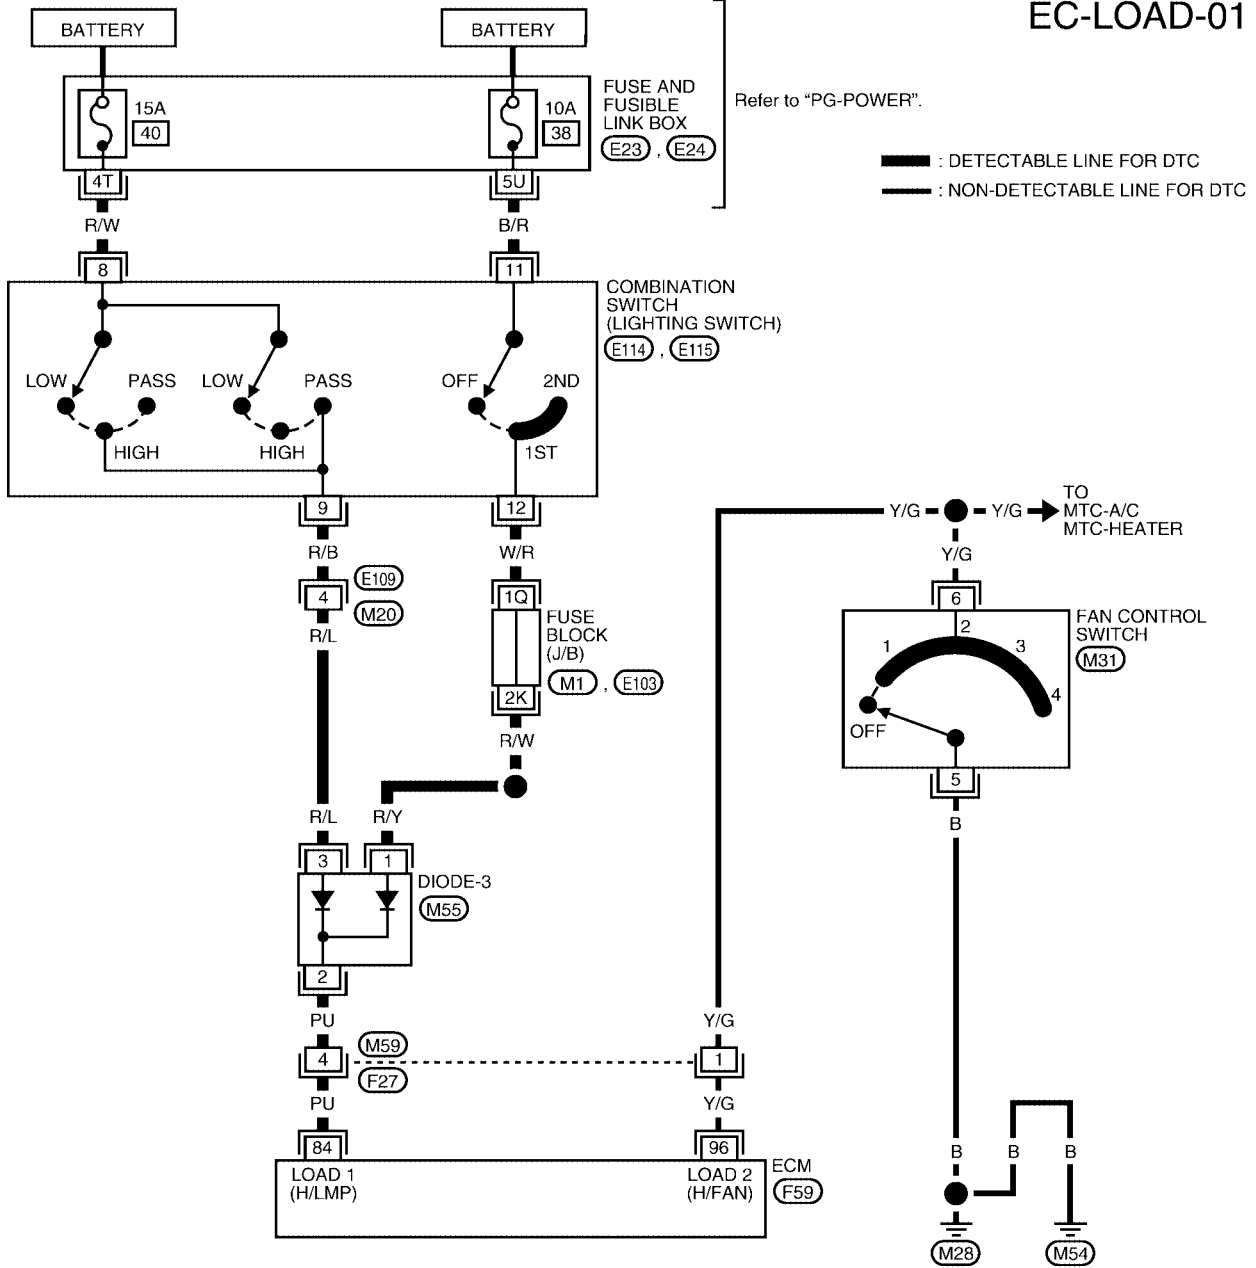 EC-LOAD-01
BATTERY
BATTERY
15A
40
10A
38
FUSE AND
FUSIBLE
LINK BOX
E23 , E24
Refer to “PG-POWER”.
: DETECTABLE LINE FOR DTC
: NON-DETECTABLE LINE FOR DTC
4T
5U
R/W
B/R
8
11
COMBINATION
SWITCH
(LIGHTING SWITCH)
E114 , E115
LOW
PASS
HIGH
LOW
PASS
HIGH
OFF
2ND
1ST
9
12
R/B
W/R
4
E109
M20
1Q
FUSE
BLOCK
(J/B)
M1 , E103
2K
R/L
R/W
R/L
R/Y
3
1
DIODE-3
M55
2
PU
4
M59
F27
PU
84
LOAD 1
(H/LMP)
Y/G
Y/G
TO
MTC-A/C
MTC-HEATER
Y/G
6
FAN CONTROL
SWITCH
M31
1
2
3
4
OFF
5
B
Y/G
1
Y/G
96
LOAD 2
(H/FAN)
ECM
F59
B
B
B
M28
M54